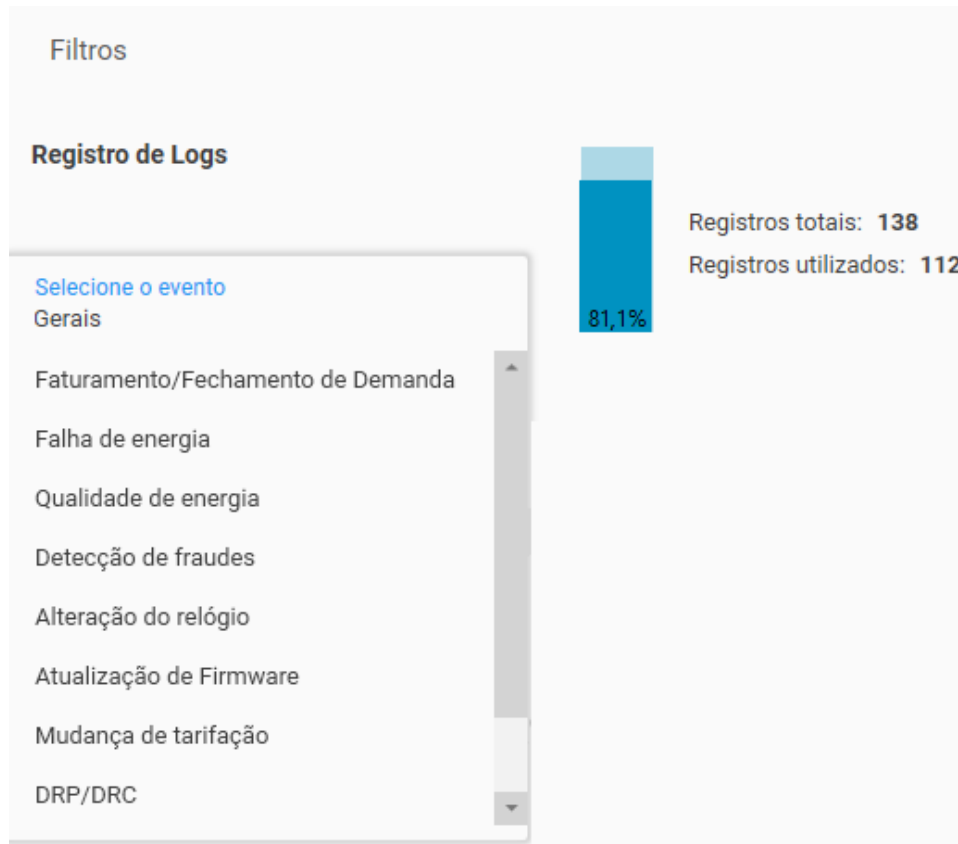 Filtros
Registro de Logs
Registros totais: 138
Registros utilizados: 112
81,1%
Selecione o evento
Gerais
Faturamento/Fechamento de Demanda
Falha de energia
Qualidade de energia
Detecção de fraudes
Alteração do relógio
Atualização de Firmware
Mudança de tarifação
DRP/DRC